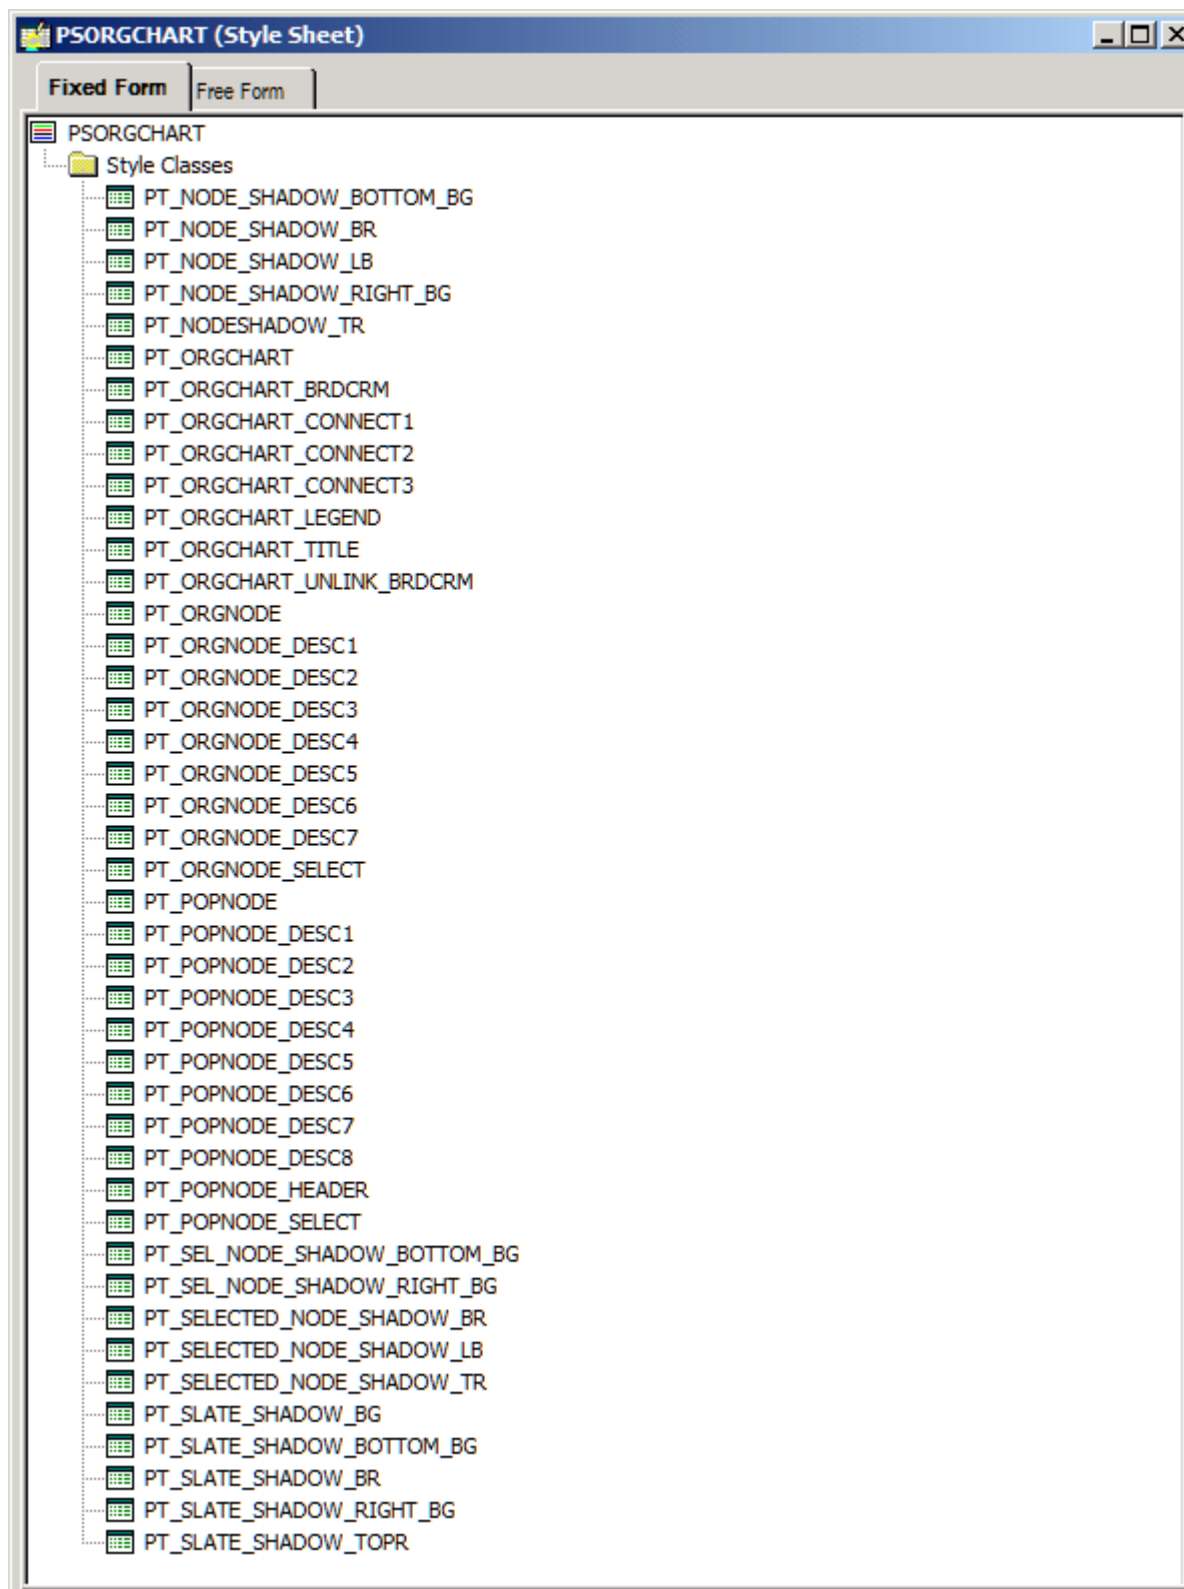 PSORGCHART (Style Sheet)
Fixed Form Free Form
PSORGCHART
Style Classes
PT_NODE_SHADOW_BOTTOM_BG
PT_NODE_SHADOW_BR
PT_NODE_SHADOW_LB
PT_NODE_SHADOW_RIGHT_BG
PT_NODESHADOW_TR
PT_ORGCHART
PT_ORGCHART_BRDCRM
PT_ORGCHART_CONNECT1
PT_ORGCHART_CONNECT2
PT_ORGCHART_CONNECT3
PT_ORGCHART_LEGEND
PT_ORGCHART_TITLE
PT_ORGCHART_UNLINK_BRDCRM
PT_ORGNODE
PT_ORGNODE_DESC1
PT_ORGNODE_DESC2
PT_ORGNODE_DESC3
PT_ORGNODE_DESC4
PT_ORGNODE_DESC5
PT_ORGNODE_DESC6
PT_ORGNODE_DESC7
PT_ORGNODE_SELECT
PT_POPNODE
PT_POPNODE_DESC1
PT_POPNODE_DESC2
PT_POPNODE_DESC3
PT_POPNODE_DESC4
PT_POPNODE_DESC5
PT_POPNODE_DESC6
PT_POPNODE_DESC7
PT_POPNODE_DESC8
PT_POPNODE_HEADER
PT_POPNODE_SELECT
PT_SEL_NODE_SHADOW_BOTTOM_BG
PT_SEL_NODE_SHADOW_RIGHT_BG
PT_SELECTED_NODE_SHADOW_BR
PT_SELECTED_NODE_SHADOW_LB
PT_SELECTED_NODE_SHADOW_TR
PT_SLATE_SHADOW_BG
PT_SLATE_SHADOW_BOTTOM_BG
PT_SLATE_SHADOW_BR
PT_SLATE_SHADOW_RIGHT_BG
PT_SLATE_SHADOW_TOPR